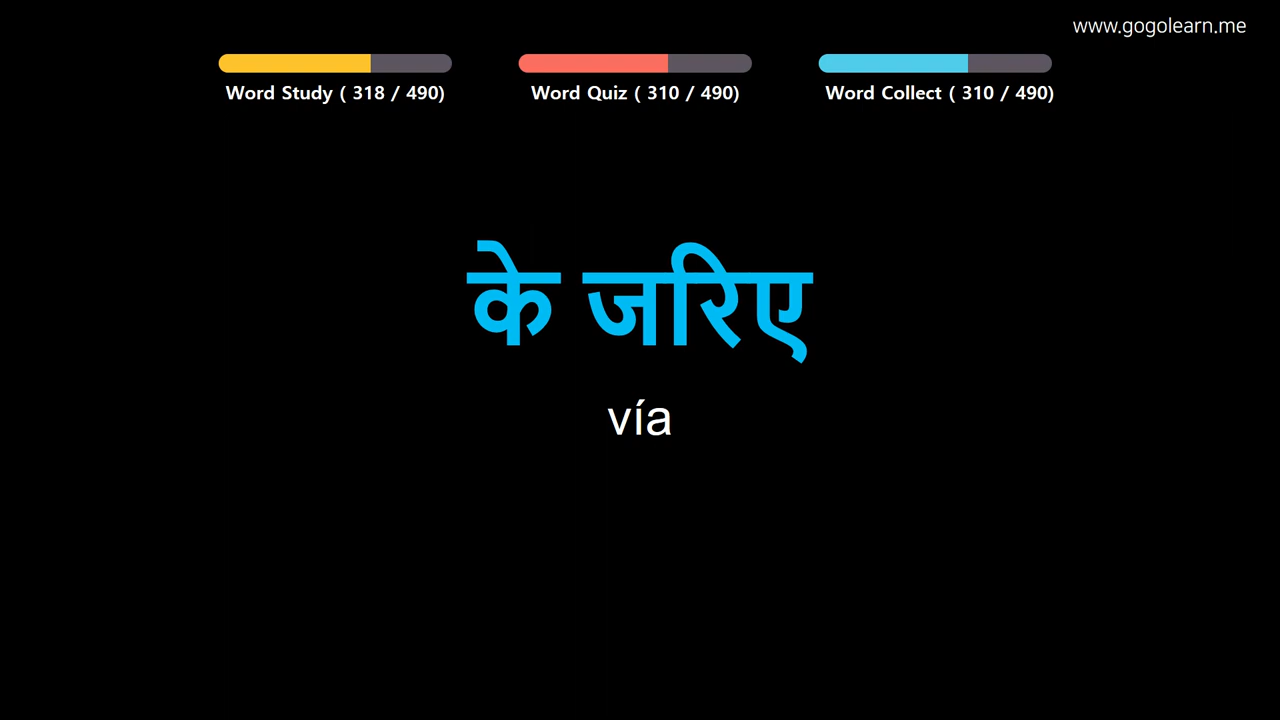 www.gogolearn.me
Word Study ( 318 / 490)
Word Quiz ( 310 / 490)
Word Collect ( 310 / 490)
के जरिए
vía